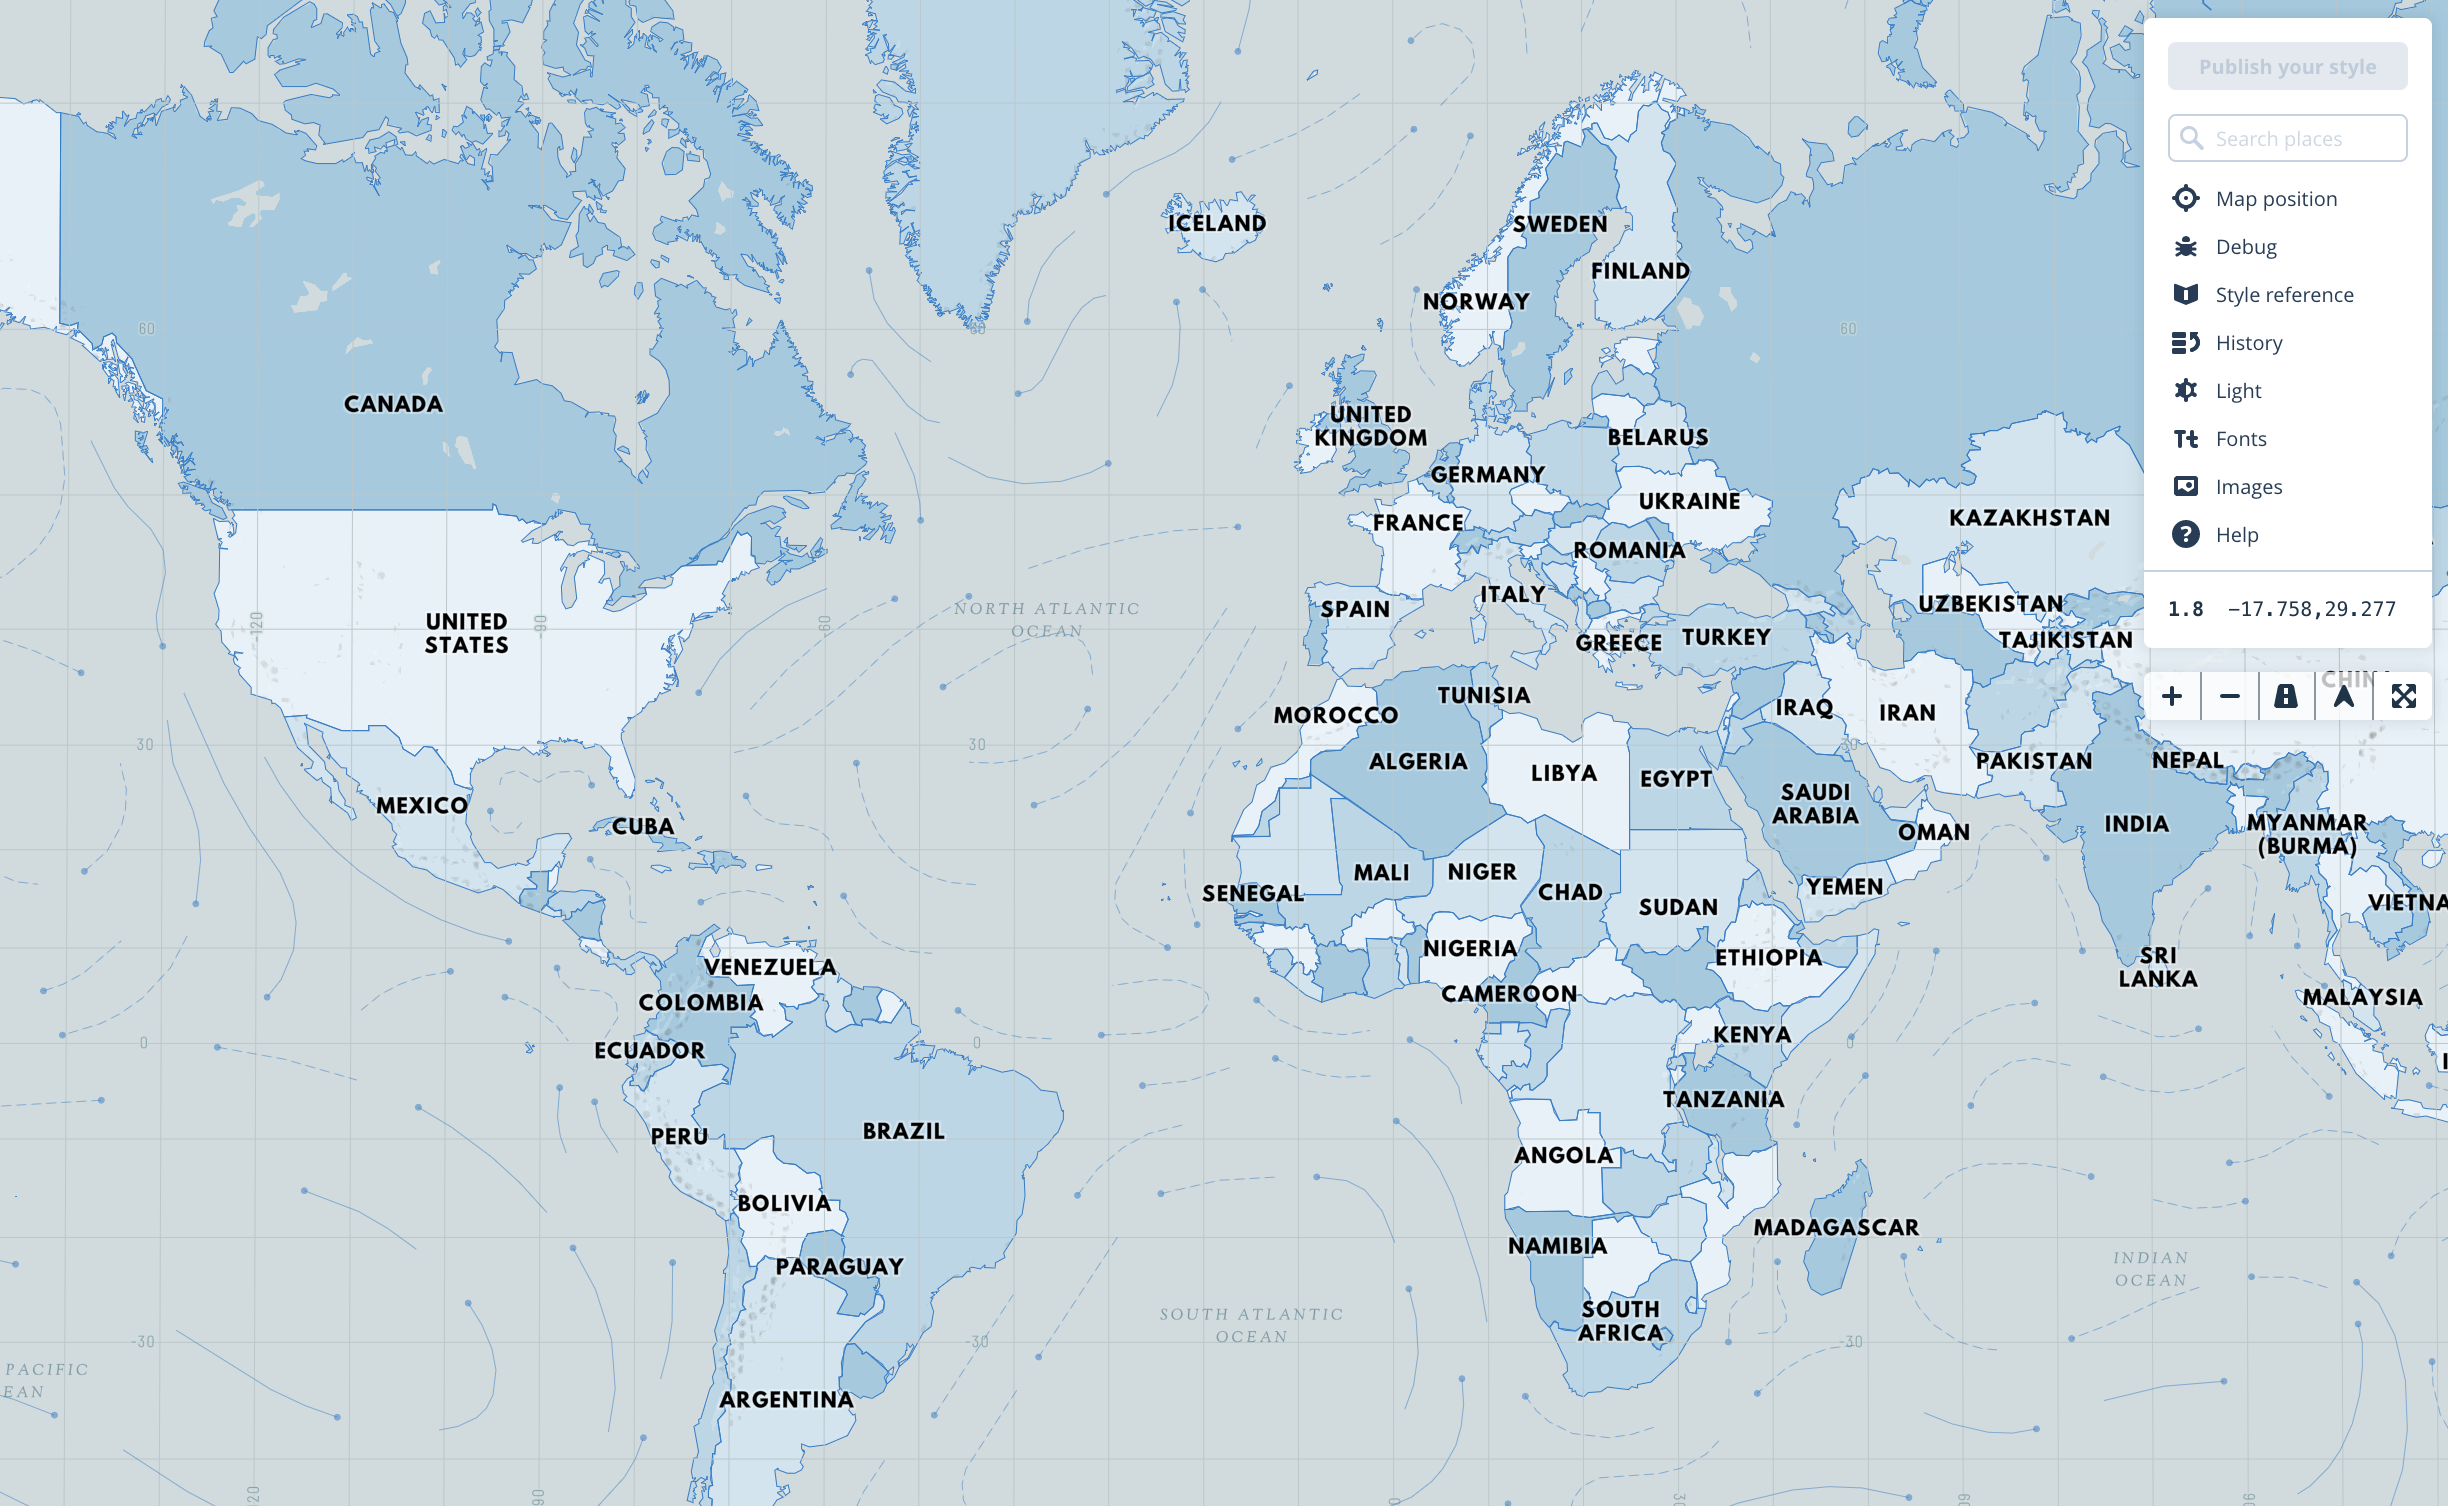 Publish your style
Search places
Map position
Debug
Style reference
History
Light
Fonts
Images
Help
1.8 −17.758,29.277
CHINA
ICELAND
SWEDEN
FINLAND
NORWAY
60
60
60
CANADA
UNITED
KINGDOM
BELARUS
GERMANY
UKRAINE
FRANCE
KAZAKHSTAN
ROMANIA
ITALY
SPAIN
UZBEKISTAN
NORTH ATLANTIC
OCEAN
-120
-90
-60
UNITED
STATES
GREECE
TURKEY
TAJIKISTAN
TUNISIA
MOROCCO
IRAQ
IRAN
30
30
30
ALGERIA
LIBYA
EGYPT
PAKISTAN
NEPAL
SAUDI
ARABIA
MEXICO
CUBA
OMAN
INDIA
MYANMAR
(BURMA)
MALI
NIGER
CHAD
SENEGAL
SUDAN
YEMEN
VIETNA
NIGERIA
ETHIOPIA
VENEZUELA
SRI
LANKA
COLOMBIA
CAMEROON
MALAYSIA
KENYA
0
0
0
ECUADOR
I
TANZANIA
BRAZIL
PERU
ANGOLA
BOLIVIA
MADAGASCAR
NAMIBIA
PARAGUAY
INDIAN
OCEAN
SOUTH ATLANTIC
OCEAN
SOUTH
AFRICA
-30
-30
-30
PACIFIC
EAN
ARGENTINA
20
90
0
30
60
90